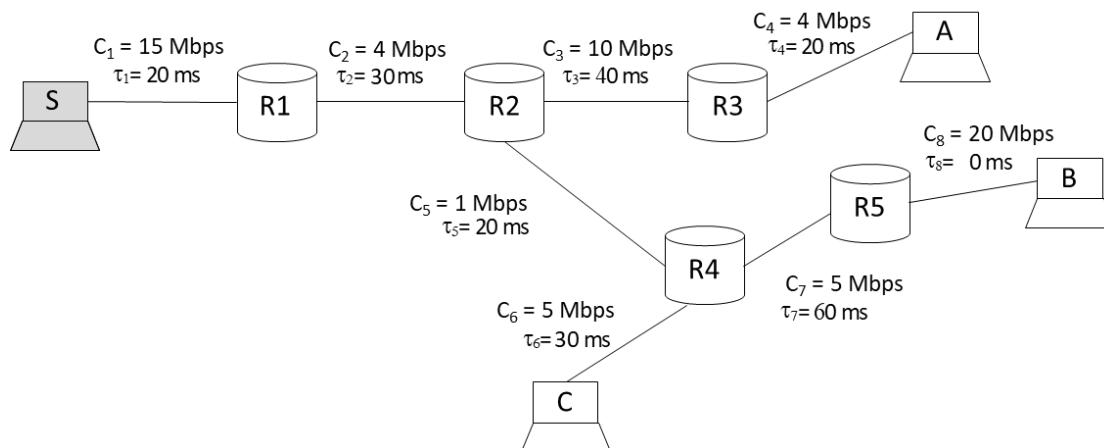 C₁ = 15 Mbps
τ₁= 20 ms
S
R1
C₂ = 4 Mbps
τ₂= 30 ms
R2
C₃ = 10 Mbps
τ₃= 40 ms
R3
C₄ = 4 Mbps
τ₄= 20 ms
A
C₅ = 1 Mbps
τ₅= 20 ms
R4
C₆ = 5 Mbps
τ₆= 30 ms
C
C₇ = 5 Mbps
τ₇= 60 ms
R5
C₈ = 20 Mbps
τ₈= 0 ms
B